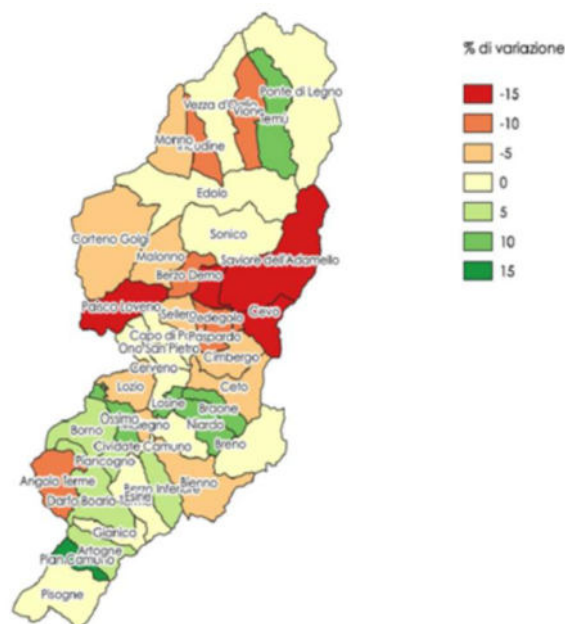 % di variazione
-15
-10
-5
0
5
10
15
Ponte di Legno
Vezza d'Oglio
Vione
Temù
Monno
Incudine
Edolo
Sonico
Corteno Golgi
Malonno
Saviore dell'Adamello
Berzo Demo
Paisco Loveno
Cevo
Sellero
Cedegolo
Capo di P
Paspardo
Ono San Pietro
Cimbergo
Cerveno
Ceto
Lozio
Losine
Braone
Ossimo
Niardo
Borno
Breno
Cividate Camuno
Piancogno
Angolo Terme
Bienno
Esine
Darfo Boario Terme
Gianico
Artogne
Pian Camuno
Pisogne